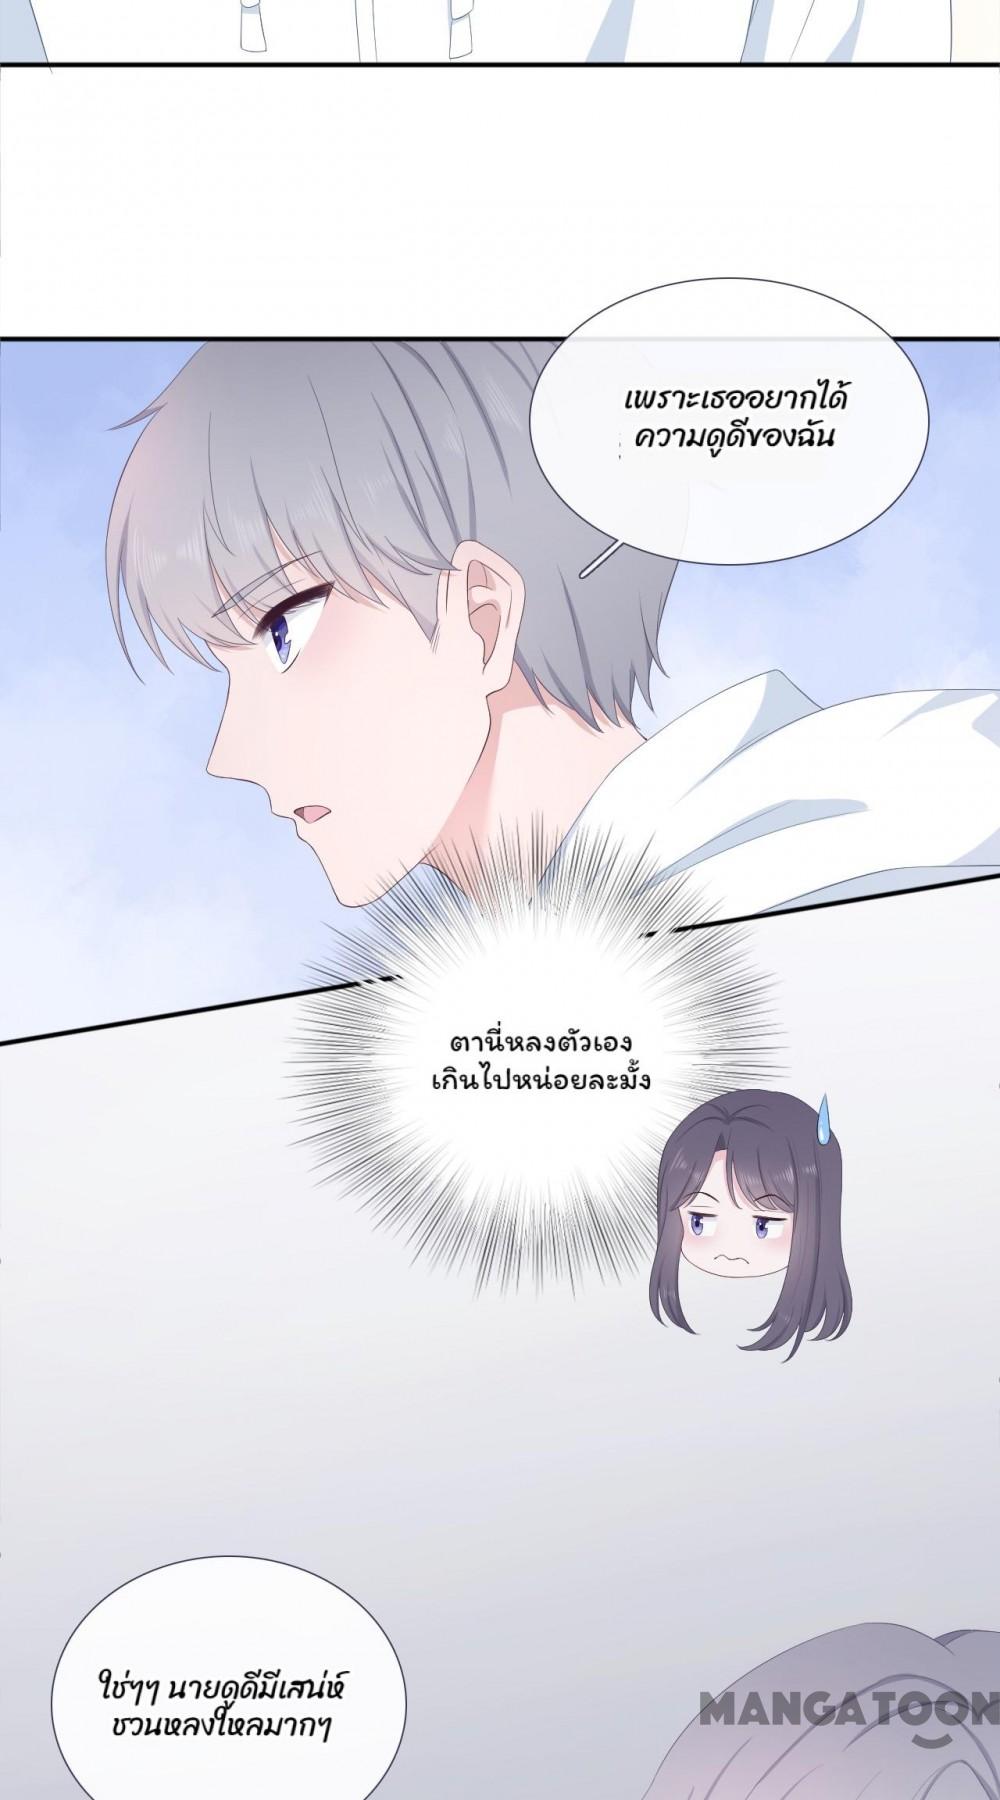 เพราะเธออยากได้
ความดูดีของฉัน
ตานี่หลงตัวเอง
เกินไปหน่อยละมั้ง
ใช่ๆๆ นายดูดีมีเสน่ห์
ชวนหลงใหลมากๆ
MANGATOON